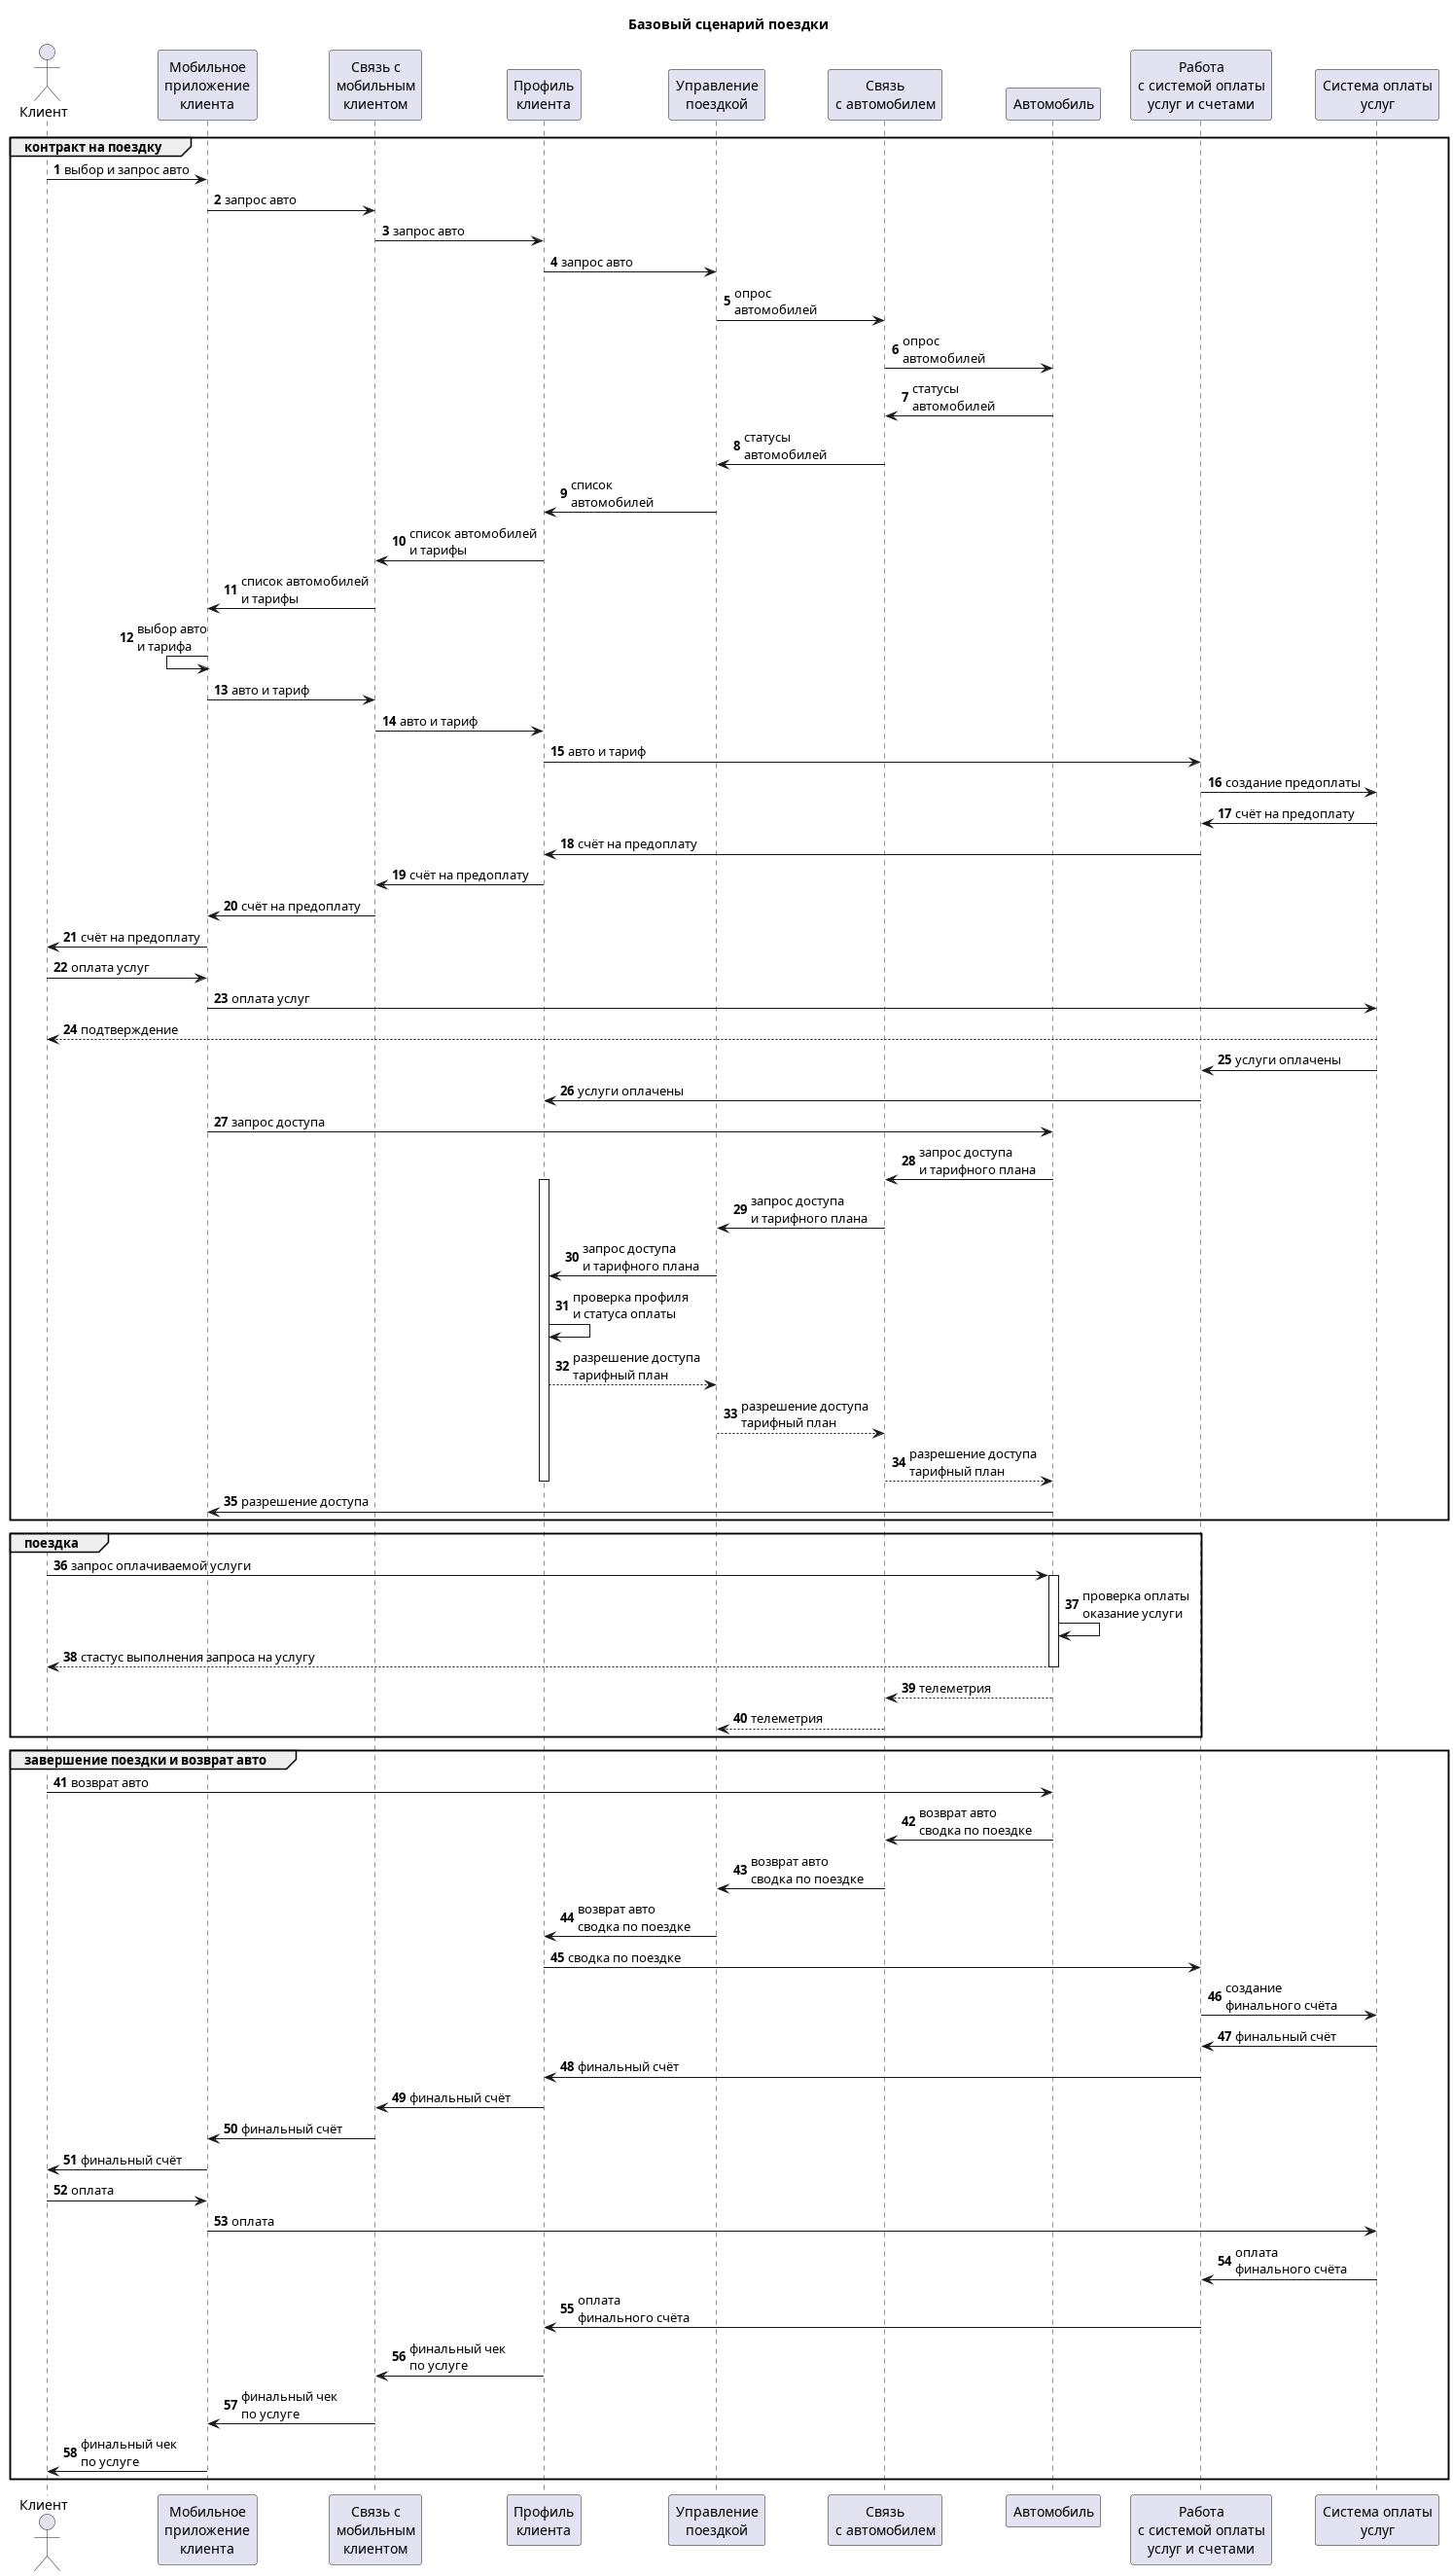 Базовый сценарий поездки
Клиент
Мобильное
приложение
клиента
Связь с
мобильным
клиентом
Профиль
клиента
Управление
поездкой
Связь
с автомобилем
Автомобиль
Работа
с системой оплаты
услуг и счетами
Система оплаты
услуг
контракт на поездку
1 выбор и запрос авто
2 запрос авто
3 запрос авто
4 запрос авто
5 опрос
автомобилей
6 опрос
автомобилей
7 статусы
автомобилей
8 статусы
автомобилей
9 список
автомобилей
10 список автомобилей
и тарифы
11 список автомобилей
и тарифы
12 выбор авто
и тарифа
13 авто и тариф
14 авто и тариф
15 авто и тариф
16 создание предоплаты
17 счёт на предоплату
18 счёт на предоплату
19 счёт на предоплату
20 счёт на предоплату
21 счёт на предоплату
22 оплата услуг
23 оплата услуг
24 подтверждение
25 услуги оплачены
26 услуги оплачены
27 запрос доступа
28 запрос доступа
и тарифного плана
29 запрос доступа
и тарифного плана
30 запрос доступа
и тарифного плана
31 проверка профиля
и статуса оплаты
32 разрешение доступа
тарифный план
33 разрешение доступа
тарифный план
34 разрешение доступа
тарифный план
35 разрешение доступа
поездка
36 запрос оплачиваемой услуги
37 проверка оплаты
оказание услуги
38 стастус выполнения запроса на услугу
39 телеметрия
40 телеметрия
завершение поездки и возврат авто
41 возврат авто
42 возврат авто
сводка по поездке
43 возврат авто
сводка по поездке
44 возврат авто
сводка по поездке
45 сводка по поездке
46 создание
финального счёта
47 финальный счёт
48 финальный счёт
49 финальный счёт
50 финальный счёт
51 финальный счёт
52 оплата
53 оплата
54 оплата
финального счёта
55 оплата
финального счёта
56 финальный чек
по услуге
57 финальный чек
по услуге
58 финальный чек
по услуге
Клиент
Мобильное
приложение
клиента
Связь с
мобильным
клиентом
Профиль
клиента
Управление
поездкой
Связь
с автомобилем
Автомобиль
Работа
с системой оплаты
услуг и счетами
Система оплаты
услуг